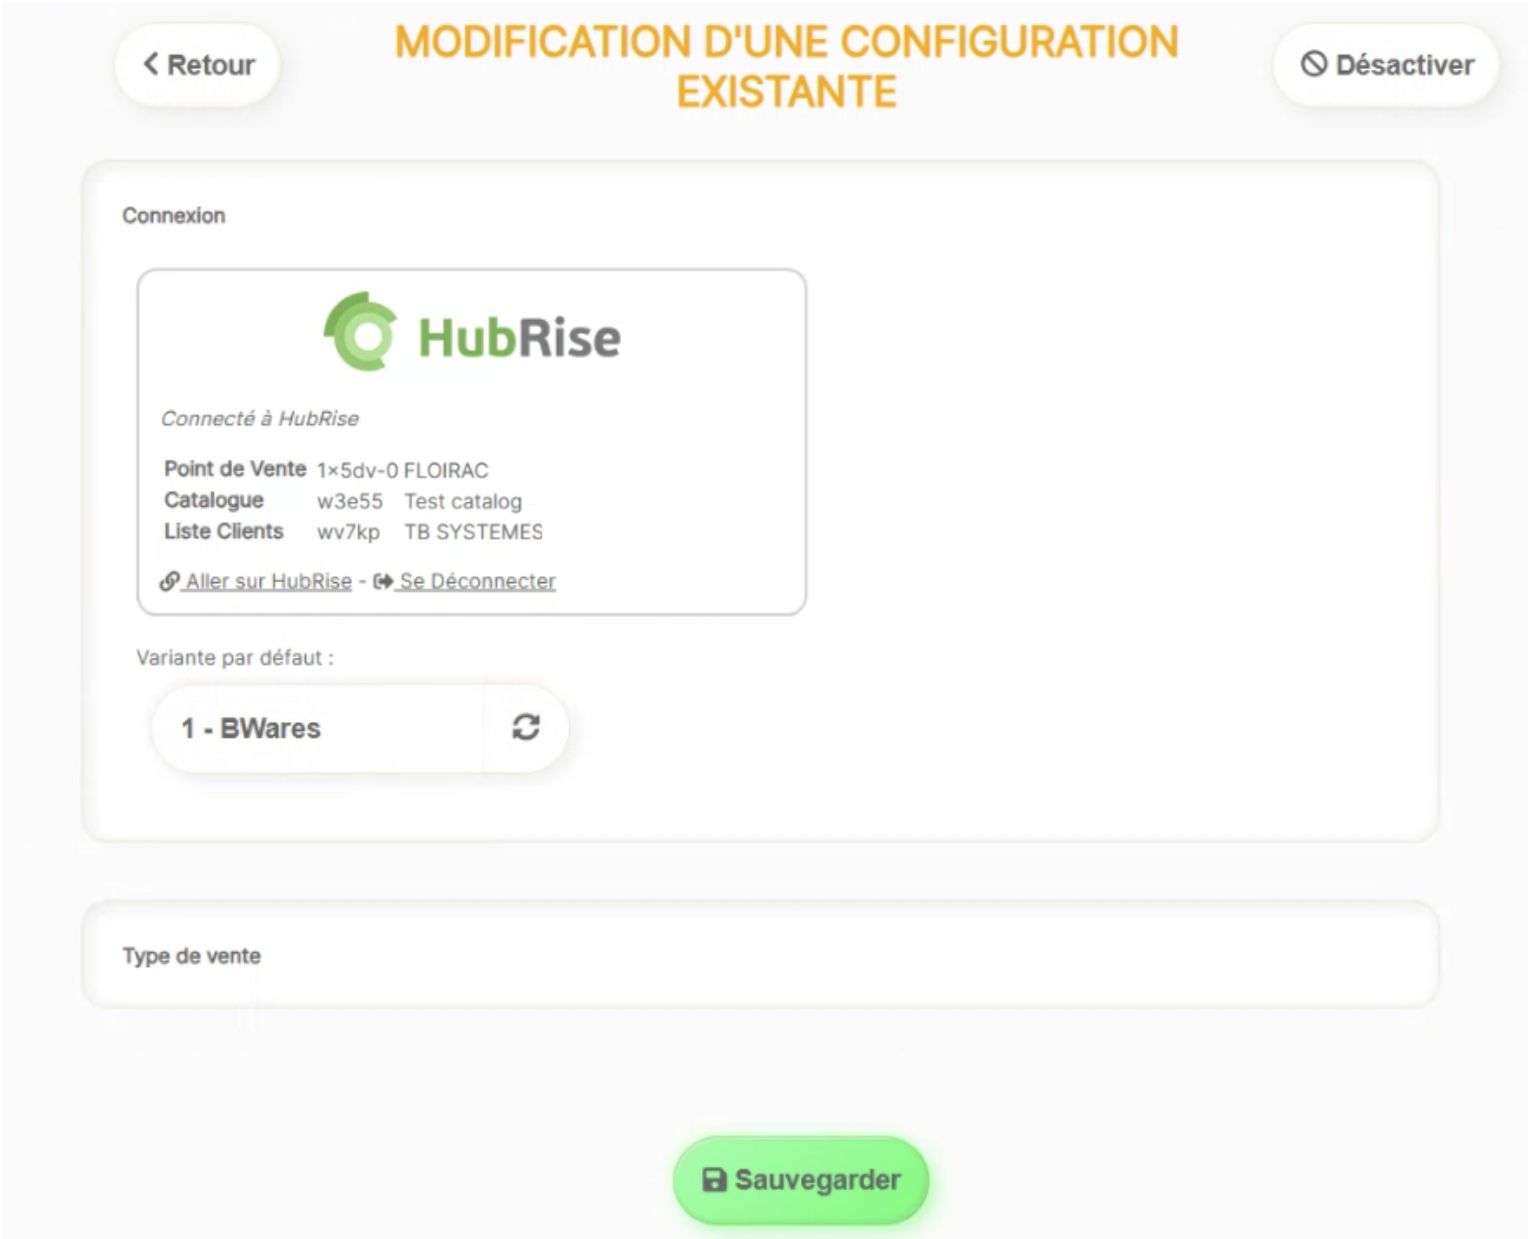 Retour
MODIFICATION D'UNE CONFIGURATION
EXISTANTE
Désactiver
Connexion
HubRise
Connecté à HubRise
Point de Vente 1x5dv-0 FLOIRAC
Catalogue w3e55 Test catalog
Liste Clients wv7kp TB SYSTEMES
Aller sur HubRise - Se Déconnecter
Variante par défaut :
1 - BWares
Type de vente
Sauvegarder